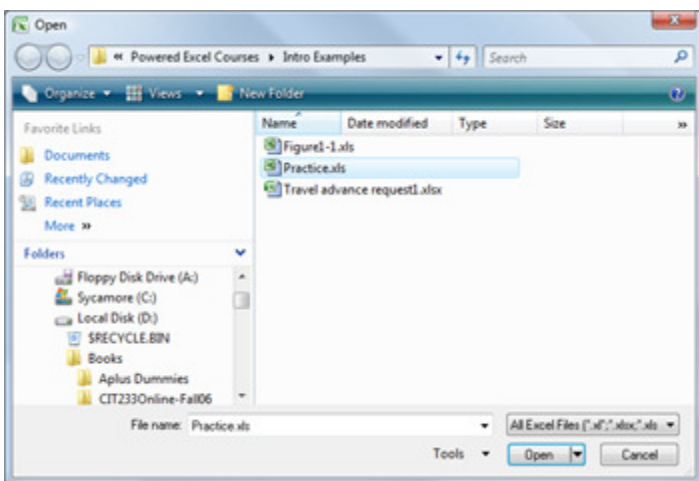 Open
« Powered Excel Courses ▸ Intro Examples
Search
Organize Views New Folder
Favorite Links
Documents
Recently Changed
Recent Places
More »
Folders
Floppy Disk Drive (A:)
Sycamore (C:)
Local Disk (D:)
$RECYCLE.BIN
Books
Aplus Dummies
CIT233Online-Fall06
Name Date modified Type Size »
Figure1-1.xls
Practice.xls
Travel advance request1.xlsx
File name: Practice.xls
All Excel Files (*.xl*;*.xlsx;*.xls
Tools Open Cancel